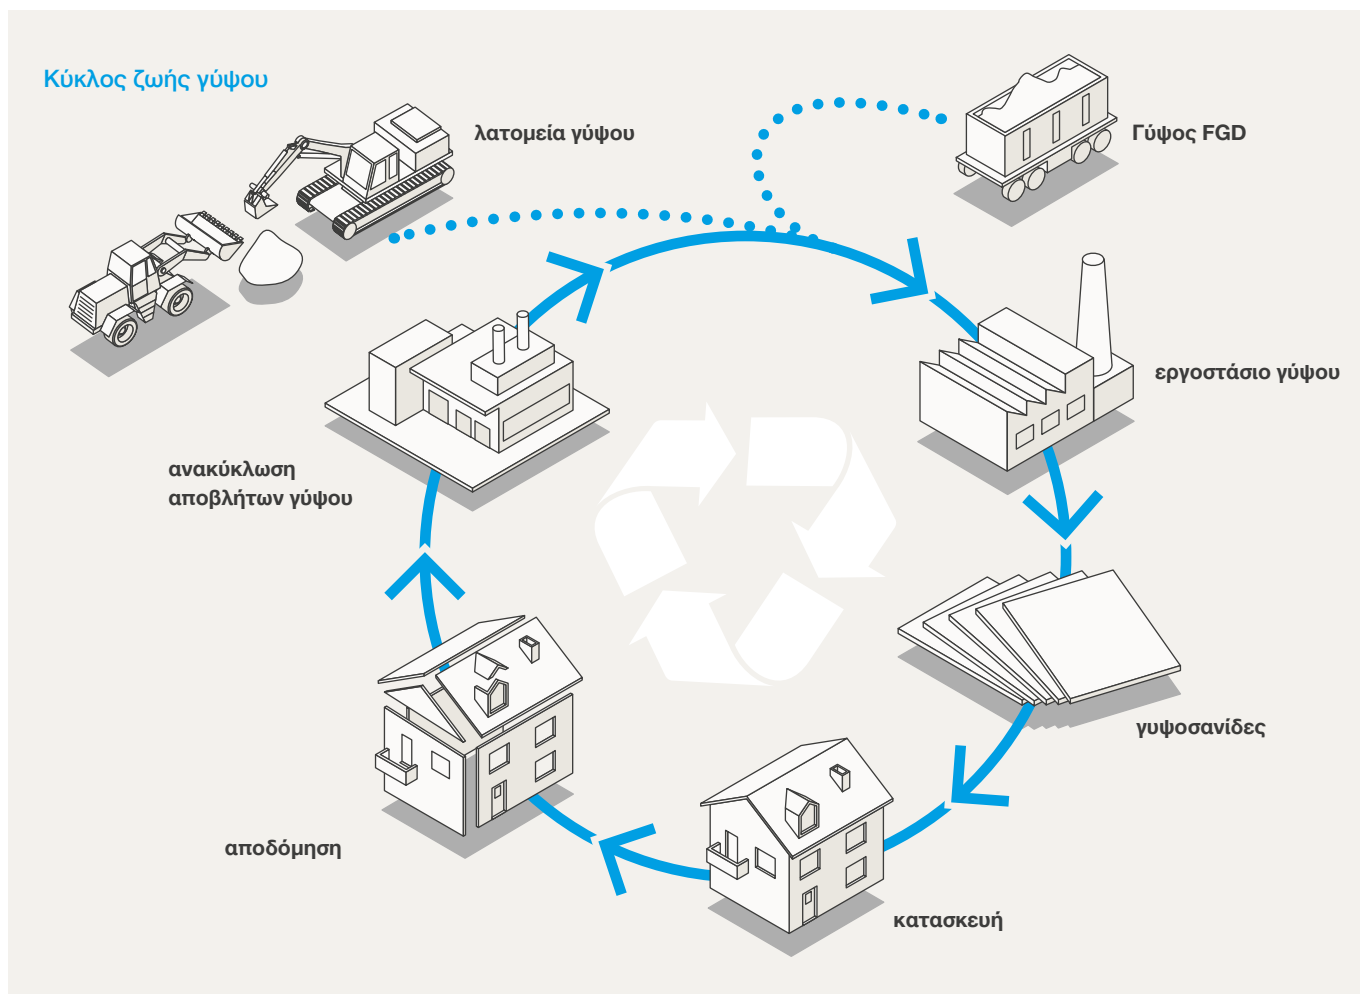 Κύκλος ζωής γύψου
λατομεία γύψου
Γύψος FGD
εργοστάσιο γύψου
ανακύκλωση
αποβλήτων γύψου
γυψοσανίδες
αποδόμηση
κατασκευή